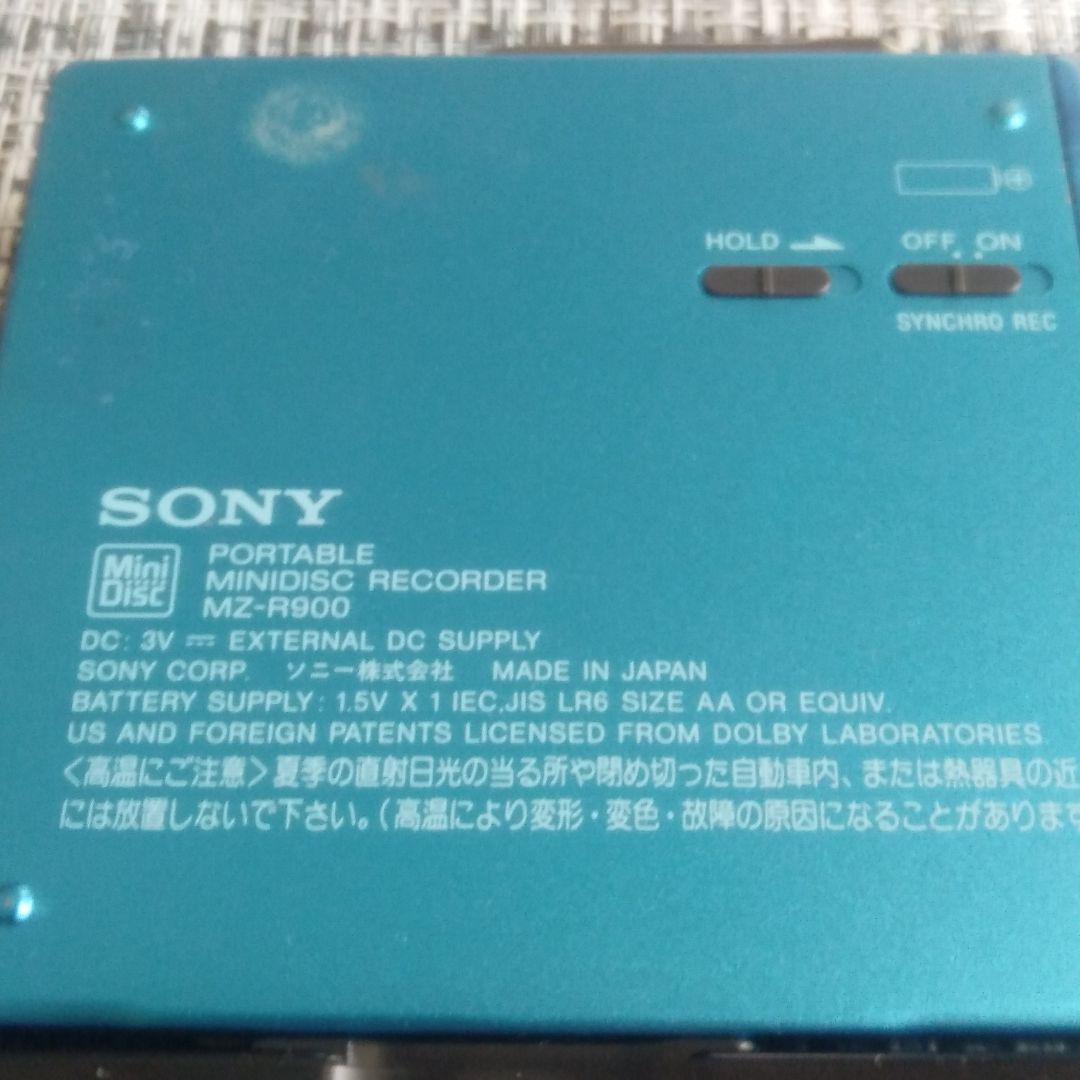 HOLD
OFF ON
SYNCHRO REC
SONY
Mini
Disc
PORTABLE
MINIDISC RECORDER
MZ-R900
DC: 3V ⎓ EXTERNAL DC SUPPLY
SONY CORP. ソニー株式会社 MADE IN JAPAN
BATTERY SUPPLY: 1.5V X 1 IEC,JIS LR6 SIZE AA OR EQUIV.
US AND FOREIGN PATENTS LICENSED FROM DOLBY LABORATORIES
<高温にご注意>夏季の直射日光の当る所や閉め切った自動車内、または熱器具の近
には放置しないで下さい。(高温により変形・変色・故障の原因になることがあります